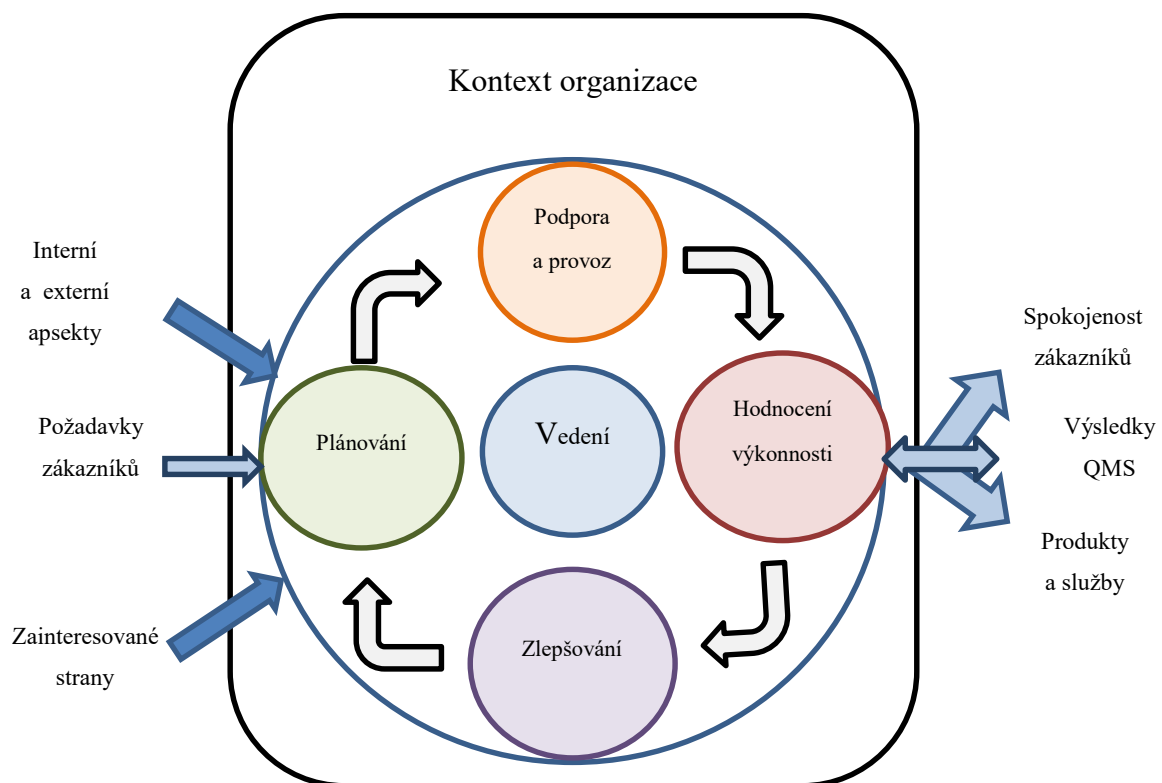 Kontext organizace
Podpora
a provoz
Interní
a externí
apsekty
Spokojenost
zákazníků
Požadavky
zákazníků
Plánování
Vedení
Hodnocení
výkonnosti
Výsledky
QMS
Produkty
a služby
Zainteresované
strany
Zlepšování